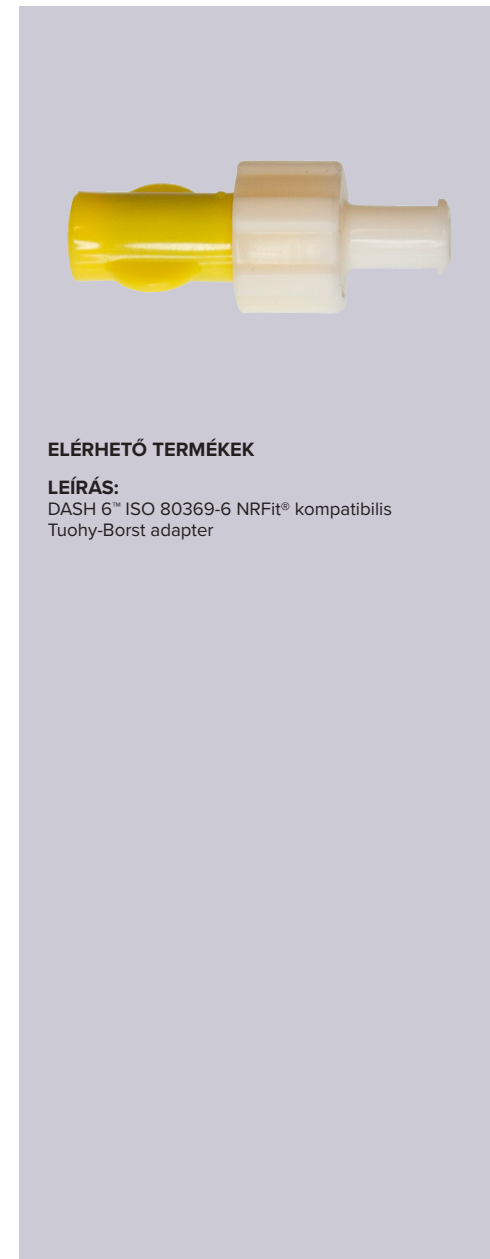 ELÉRHETŐ TERMÉKEK
LEÍRÁS:
DASH 6™ ISO 80369-6 NRFit® kompatibilis
Tuohy-Borst adapter